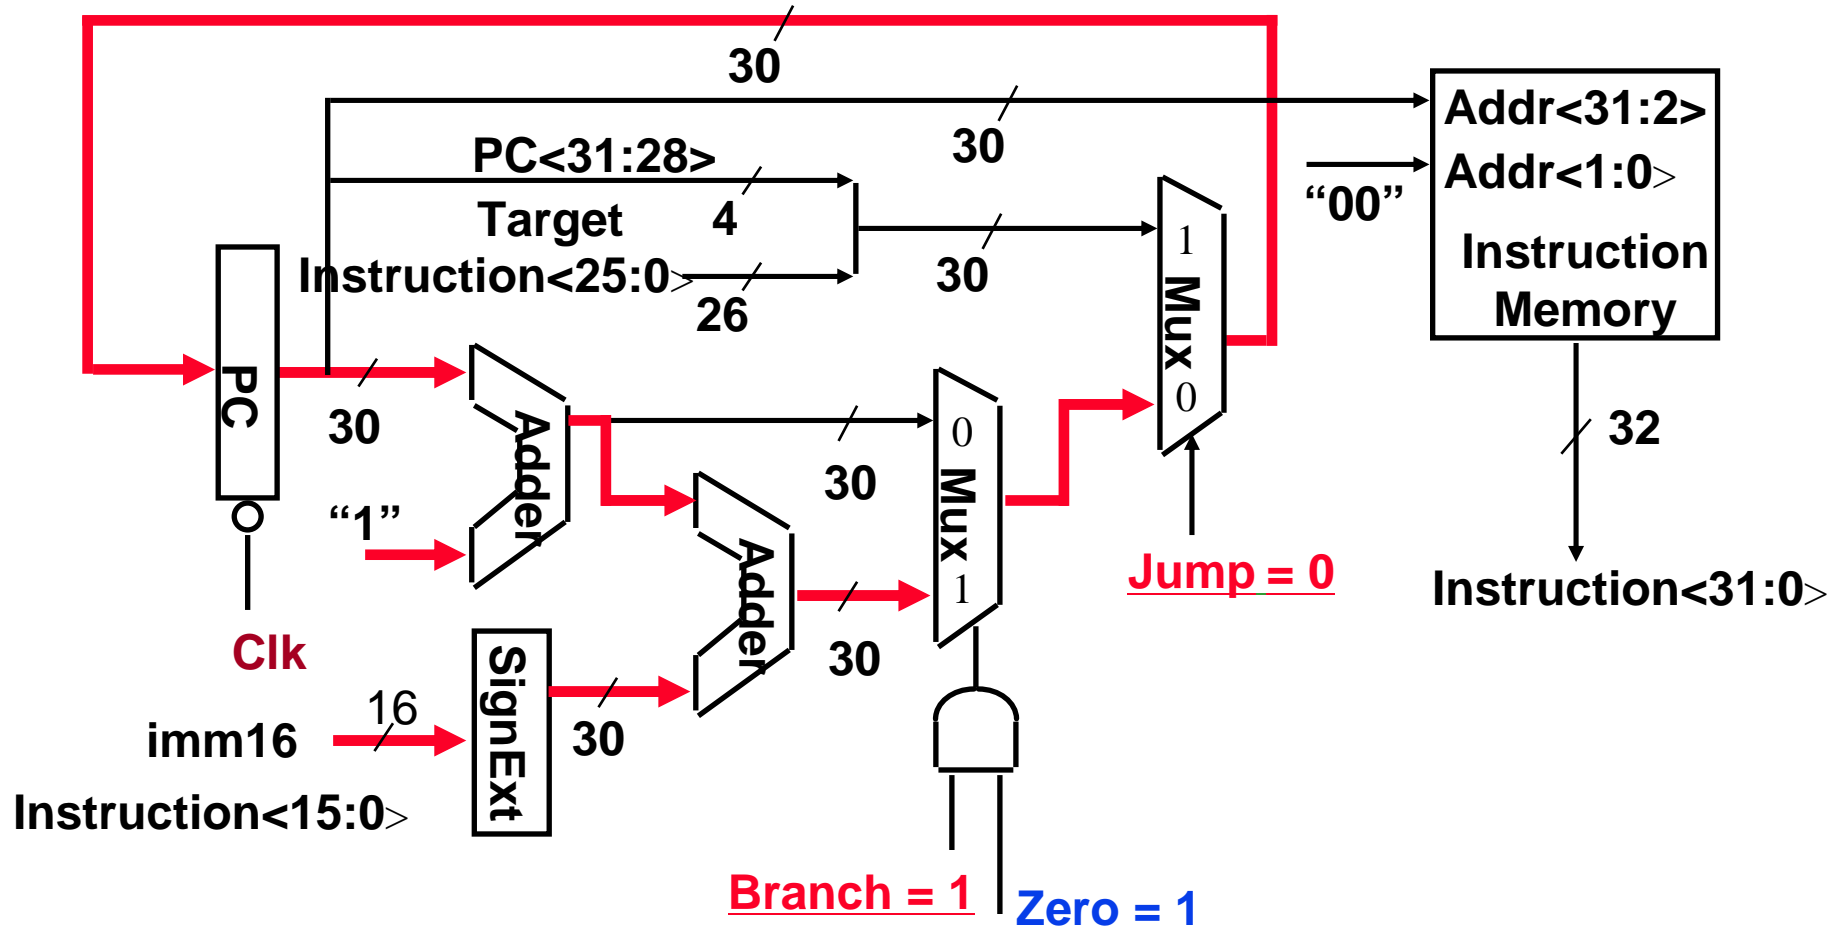 30
30
Addr<31:2>
PC<31:28>
Addr<1:0>
“00”
4
Target
1
Instruction
Instruction<25:0>
30
26
Memory
Mux
PC
0
30
Adder
0
32
30
Mux
“1”
Adder
1
Jump = 0
Instruction<31:0>
Clk
30
SignExt
16
imm16
30
Instruction<15:0>
Branch = 1
Zero = 1